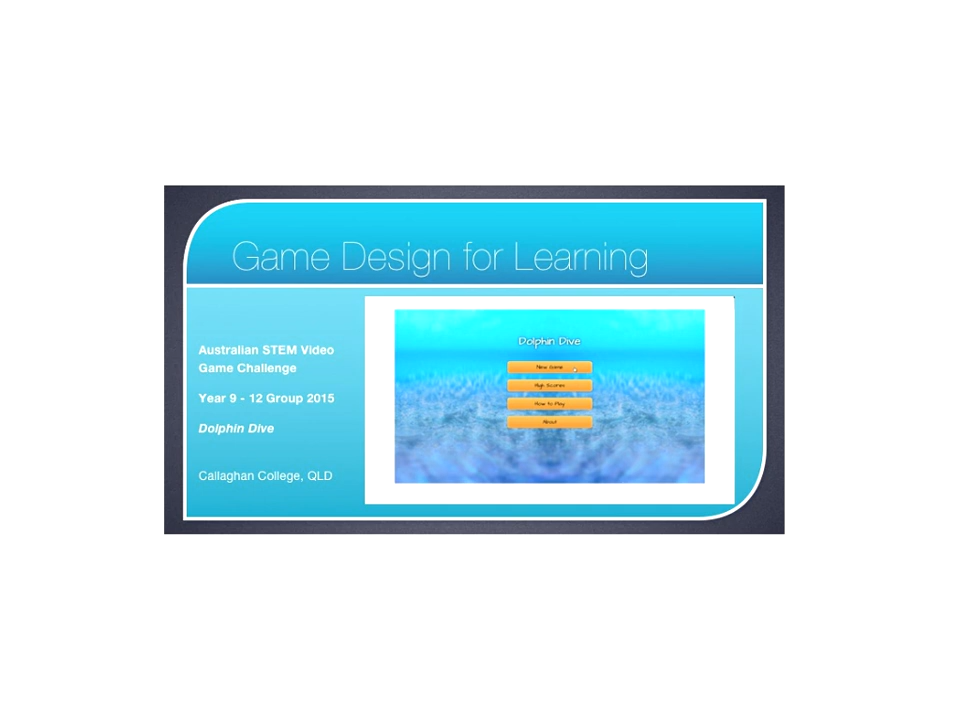 Game Design for Learning
Australian STEM Video
Game Challenge
Year 9 - 12 Group 2015
Dolphin Dive
Callaghan College, QLD
Dolphin Dive
New Game
High Scores
How to Play
About